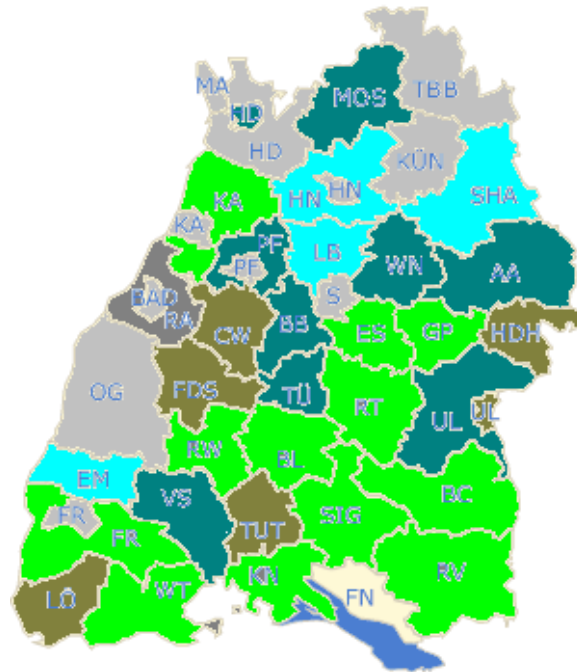 MA
HD
MOS
TBB
HD
KÜN
HN
HN
SHA
KA
KA
PF
PF
LB
WN
AA
BAD
RA
S
CW
BB
ES
GP
HDH
OG
FDS
TÜ
RT
UL
UL
RW
BL
EM
VS
BC
FR
FR
TUT
SIG
LÖ
WT
KN
FN
RV